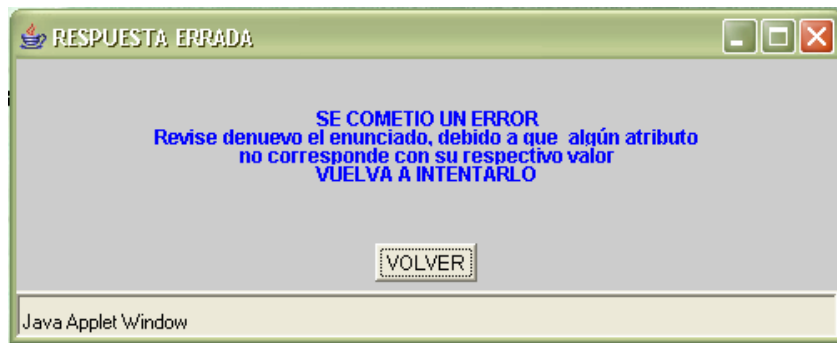 RESPUESTA ERRADA
SE COMETIO UN ERROR
Revise denuevo el enunciado, debido a que algún atributo
no corresponde con su respectivo valor
VUELVA A INTENTARLO
VOLVER
Java Applet Window